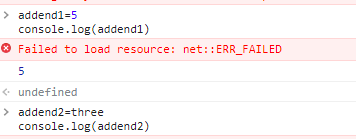 addend1=5
console.log(addend1)
Failed to load resource: net::ERR_FAILED
5
undefined
addend2=three
console.log(addend2)